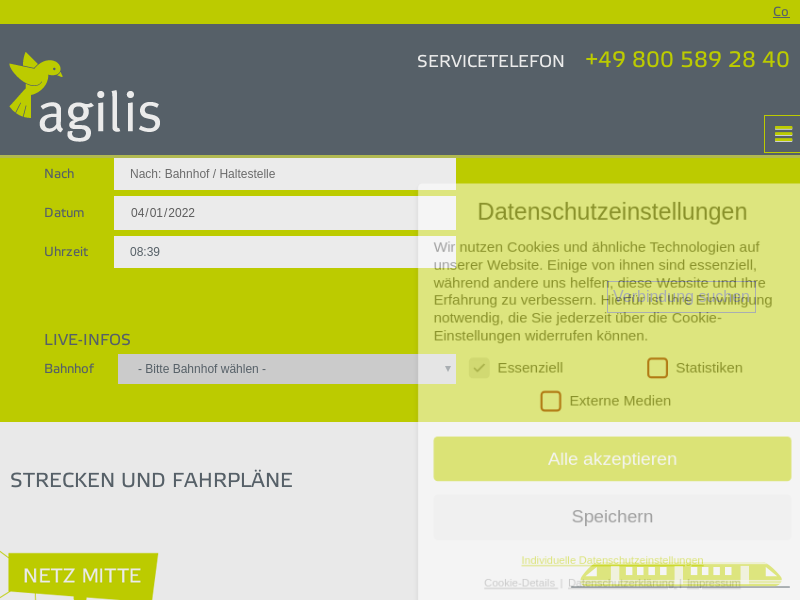 Co
agilis
SERVICETELEFON +49 800 589 28 40
Nach Nach: Bahnhof / Haltestelle
Datum 04/01/2022
Uhrzeit 08:39
Verbindung suchen
LIVE-INFOS
Bahnhof - Bitte Bahnhof wählen -
STRECKEN UND FAHRPLÄNE
NETZ MITTE
Datenschutzeinstellungen
Wir nutzen Cookies und ähnliche Technologien auf
unserer Website. Einige von ihnen sind essenziell,
während andere uns helfen, diese Website und Ihre
Erfahrung zu verbessern. Hierfür ist Ihre Einwilligung
notwendig, die Sie jederzeit über die Cookie-
Einstellungen widerrufen können.
Essenziell Statistiken
Externe Medien
Alle akzeptieren
Speichern
Individuelle Datenschutzeinstellungen
Cookie-Details | Datenschutzerklärung | Impressum